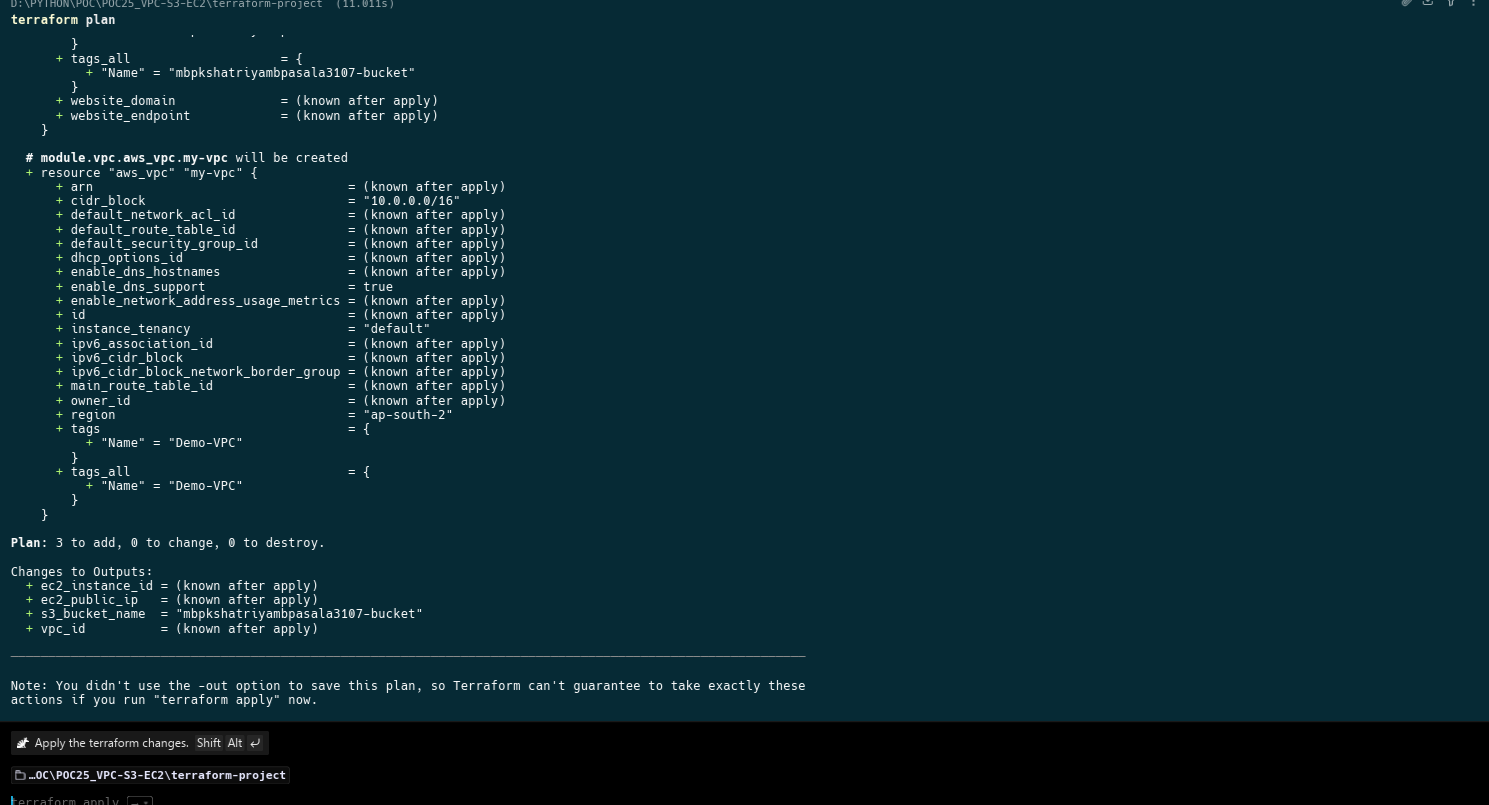 D:\PYTHON\POC\POC25_VPC-S3-EC2\terraform-project (11.011s)
terraform plan
}
+ tags_all = {
+ "Name" = "mbpkshatriyambpasala3107-bucket"
}
+ website_domain = (known after apply)
+ website_endpoint = (known after apply)
}
# module.vpc.aws_vpc.my-vpc will be created
+ resource "aws_vpc" "my-vpc" {
+ arn = (known after apply)
+ cidr_block = "10.0.0.0/16"
+ default_network_acl_id = (known after apply)
+ default_route_table_id = (known after apply)
+ default_security_group_id = (known after apply)
+ dhcp_options_id = (known after apply)
+ enable_dns_hostnames = (known after apply)
+ enable_dns_support = true
+ enable_network_address_usage_metrics = (known after apply)
+ id = (known after apply)
+ instance_tenancy = "default"
+ ipv6_association_id = (known after apply)
+ ipv6_cidr_block = (known after apply)
+ ipv6_cidr_block_network_border_group = (known after apply)
+ main_route_table_id = (known after apply)
+ owner_id = (known after apply)
+ region = "ap-south-2"
+ tags = {
+ "Name" = "Demo-VPC"
}
+ tags_all = {
+ "Name" = "Demo-VPC"
}
}
Plan: 3 to add, 0 to change, 0 to destroy.
Changes to Outputs:
+ ec2_instance_id = (known after apply)
+ ec2_public_ip = (known after apply)
+ s3_bucket_name = "mbpkshatriyambpasala3107-bucket"
+ vpc_id = (known after apply)
Note: You didn't use the -out option to save this plan, so Terraform can't guarantee to take exactly these
actions if you run "terraform apply" now.
Apply the terraform changes. Shift Alt ↵
…OC\POC25_VPC-S3-EC2\terraform-project
terraform apply